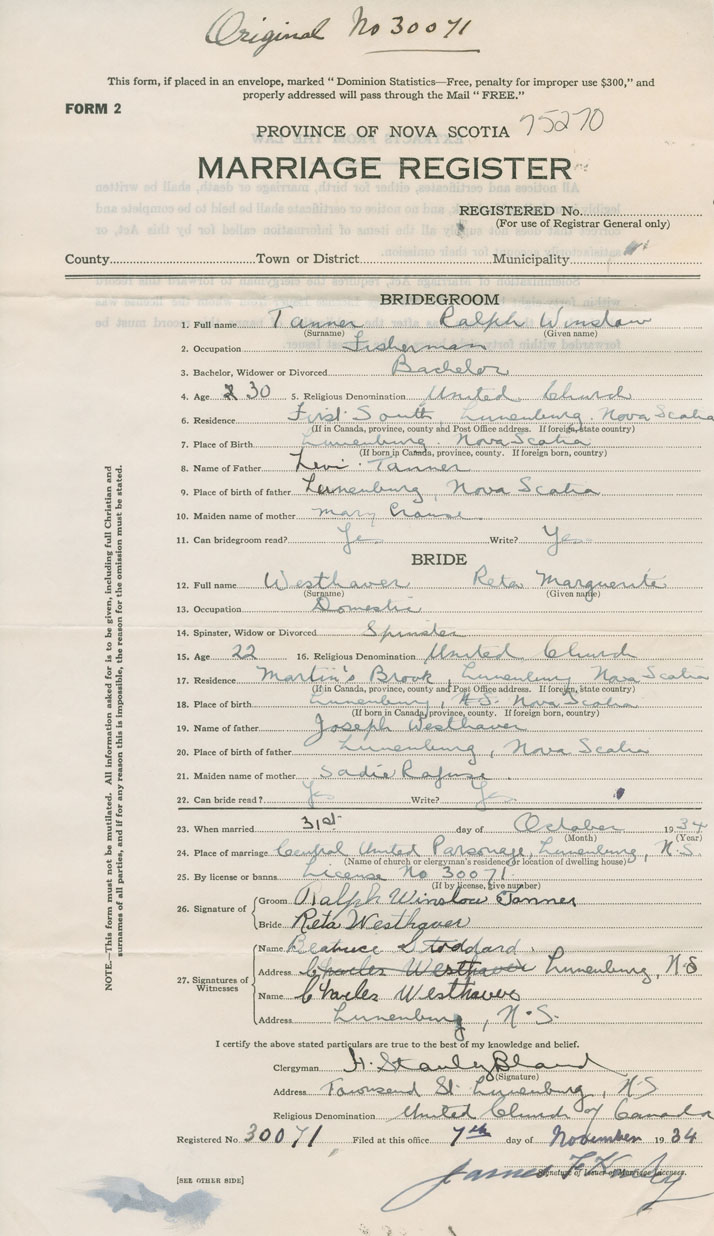 Original No 30071
This form, if placed in an envelope, marked "Dominion Statistics—Free, penalty for improper use $300," and
properly addressed will pass through the Mail "FREE."
FORM 2
PROVINCE OF NOVA SCOTIA 75270
MARRIAGE REGISTER
REGISTERED No.
(For use of Registrar General only)
County Town or District Municipality
BRIDEGROOM
1. Full name Tanner Ralph Winslow
(Surname) (Given name)
2. Occupation Fisherman
3. Bachelor, Widower or Divorced Bachelor
4. Age 30 5. Religious Denomination United Church
6. Residence First South, Lunenburg. Nova Scotia
(If in Canada, province, county and Post Office address. If foreign, state country)
7. Place of Birth Lunenburg. Nova Scotia
(If born in Canada, province, county. If foreign born, country)
8. Name of Father Levi Tanner
9. Place of birth of father Lunenburg, Nova Scotia
10. Maiden name of mother Mary Crouse
11. Can bridegroom read? Yes Write? Yes
BRIDE
12. Full name Westhaver Reta Marguerite
(Surname) (Given name)
13. Occupation Domestic
14. Spinster, Widow or Divorced Spinster
15. Age 22 16. Religious Denomination United Church
17. Residence Martin's Brook, Lunenburg Nova Scotia
(If in Canada, province, county and Post Office address. If foreign, state country)
18. Place of birth Lunenburg, N.S. Nova Scotia
(If born in Canada, province, county. If foreign born, country)
19. Name of father Joseph Westhaver
20. Place of birth of father Lunenburg, Nova Scotia
21. Maiden name of mother Sadie Rafuse
22. Can bride read? Yes Write? Yes
23. When married 31st day of October 1934
(Month) (Year)
24. Place of marriage Central United Parsonage, Lunenburg, N.S.
(Name of church or clergyman's residence or location of dwelling house)
25. By license or banns License No 30071
(If by license, give number)
26. Signature of Groom Ralph Winslow Tanner
Bride Reta Westhaver
27. Signatures of Witnesses Name Beatrice Stoddard
Address Charles Westhaver Lunenburg, N.S
Name Charles Westhaver
Address Lunenburg, N.S.
I certify the above stated particulars are true to the best of my knowledge and belief.
Clergyman H. Stanley Bland
(Signature)
Address Townsend St. Lunenburg, N.S
Religious Denomination United Church of Canada
Registered No. 30071 Filed at this office 7th day of November 1934
James F
Signature of Issuer of Marriage Licenses.
[SEE OTHER SIDE]
NOTE.—This form must not be mutilated. All information asked for is to be given, including full Christian and
surnames of all parties, and if for any reason this is impossible, the reason for the omission must be stated.